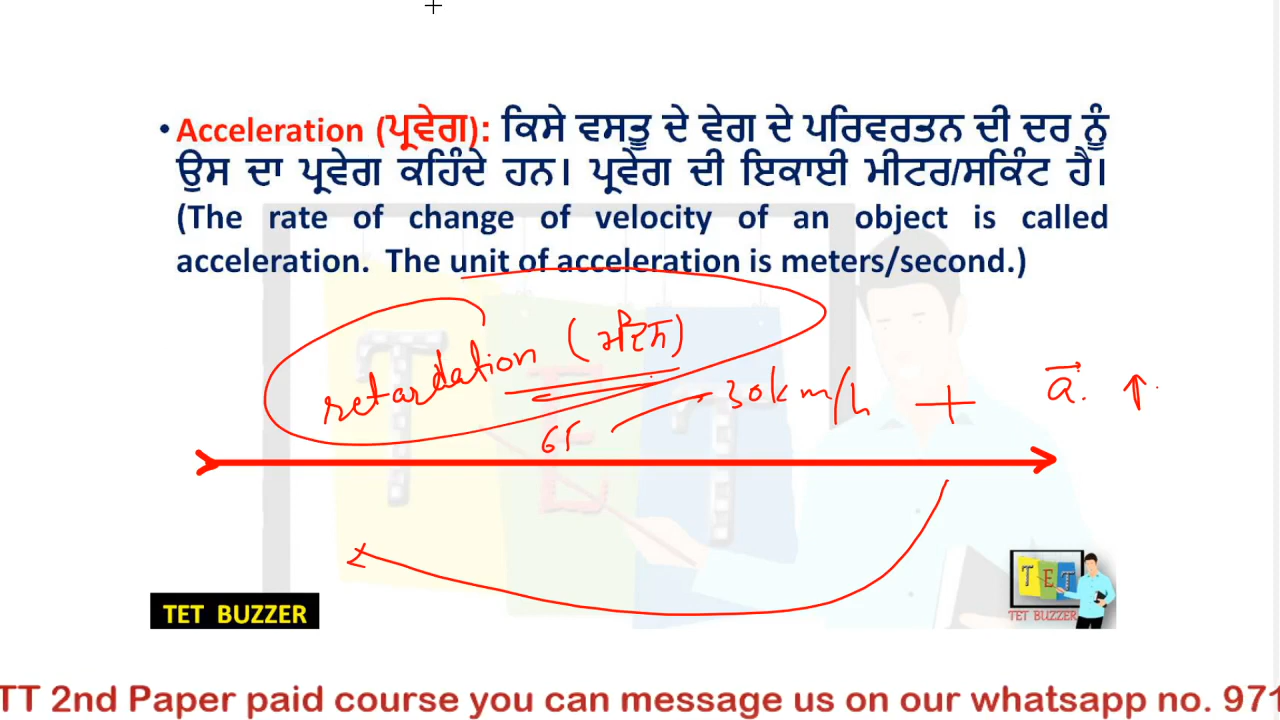 • Acceleration (ਪ੍ਰਵੇਗ): ਕਿਸੇ ਵਸਤੂ ਦੇ ਵੇਗ ਦੇ ਪਰਿਵਰਤਨ ਦੀ ਦਰ ਨੂੰ
ਉਸ ਦਾ ਪ੍ਰਵੇਗ ਕਹਿੰਦੇ ਹਨ। ਪ੍ਰਵੇਗ ਦੀ ਇਕਾਈ ਮੀਟਰ/ਸਕਿੰਟ ਹੈ।
(The rate of change of velocity of an object is called
acceleration. The unit of acceleration is meters/second.)
retardation (ਮੰਦਨ)
30km/h + a⃗. ↑
TET BUZZER
TET
TET BUZZER
TT 2nd Paper paid course you can message us on our whatsapp no. 971